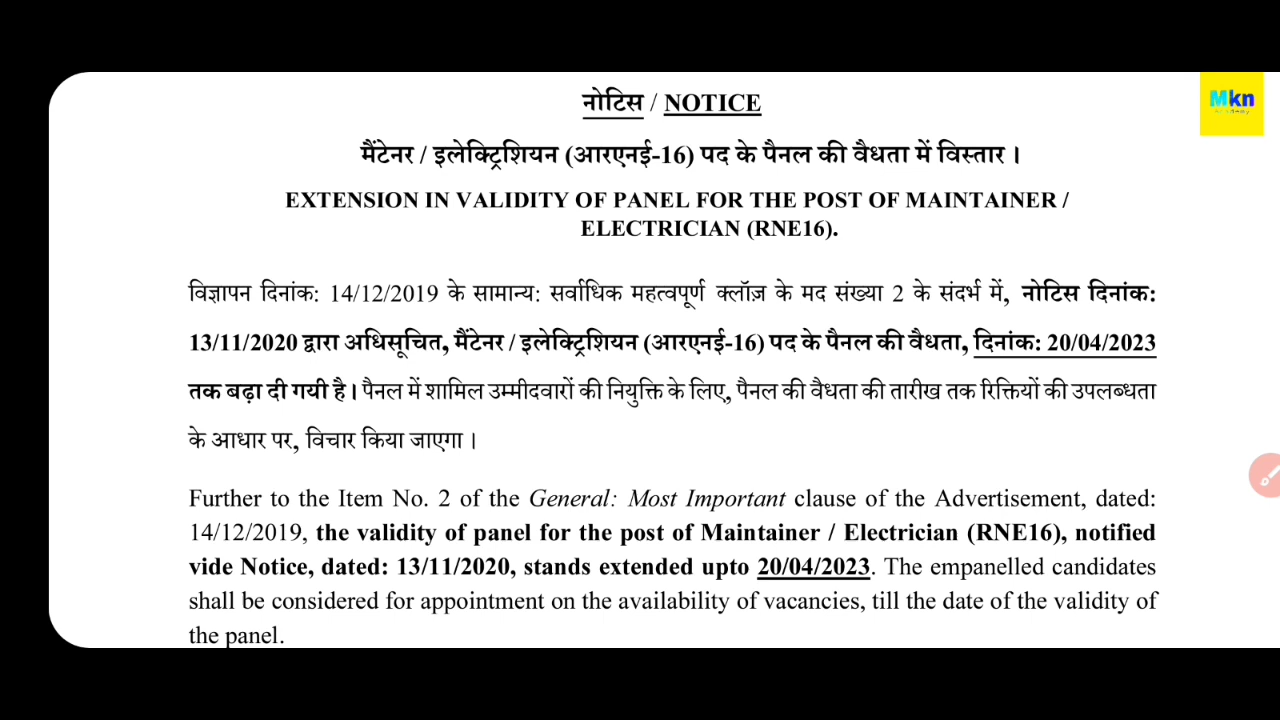 नोटिस / NOTICE
Mkn
Academy
मैंटेनर / इलेक्ट्रिशियन (आरएनई-16) पद के पैनल की वैधता में विस्तार ।
EXTENSION IN VALIDITY OF PANEL FOR THE POST OF MAINTAINER /
ELECTRICIAN (RNE16).
विज्ञापन दिनांक: 14/12/2019 के सामान्य: सर्वाधिक महत्वपूर्ण क्लॉज़ के मद संख्या 2 के संदर्भ में, नोटिस दिनांक:
13/11/2020 द्वारा अधिसूचित, मैंटेनर / इलेक्ट्रिशियन (आरएनई-16) पद के पैनल की वैधता, दिनांक: 20/04/2023
तक बढ़ा दी गयी है । पैनल में शामिल उम्मीदवारों की नियुक्ति के लिए, पैनल की वैधता की तारीख तक रिक्तियों की उपलब्धता
के आधार पर, विचार किया जाएगा ।
Further to the Item No. 2 of the General: Most Important clause of the Advertisement, dated:
14/12/2019, the validity of panel for the post of Maintainer / Electrician (RNE16), notified
vide Notice, dated: 13/11/2020, stands extended upto 20/04/2023. The empanelled candidates
shall be considered for appointment on the availability of vacancies, till the date of the validity of
the panel.